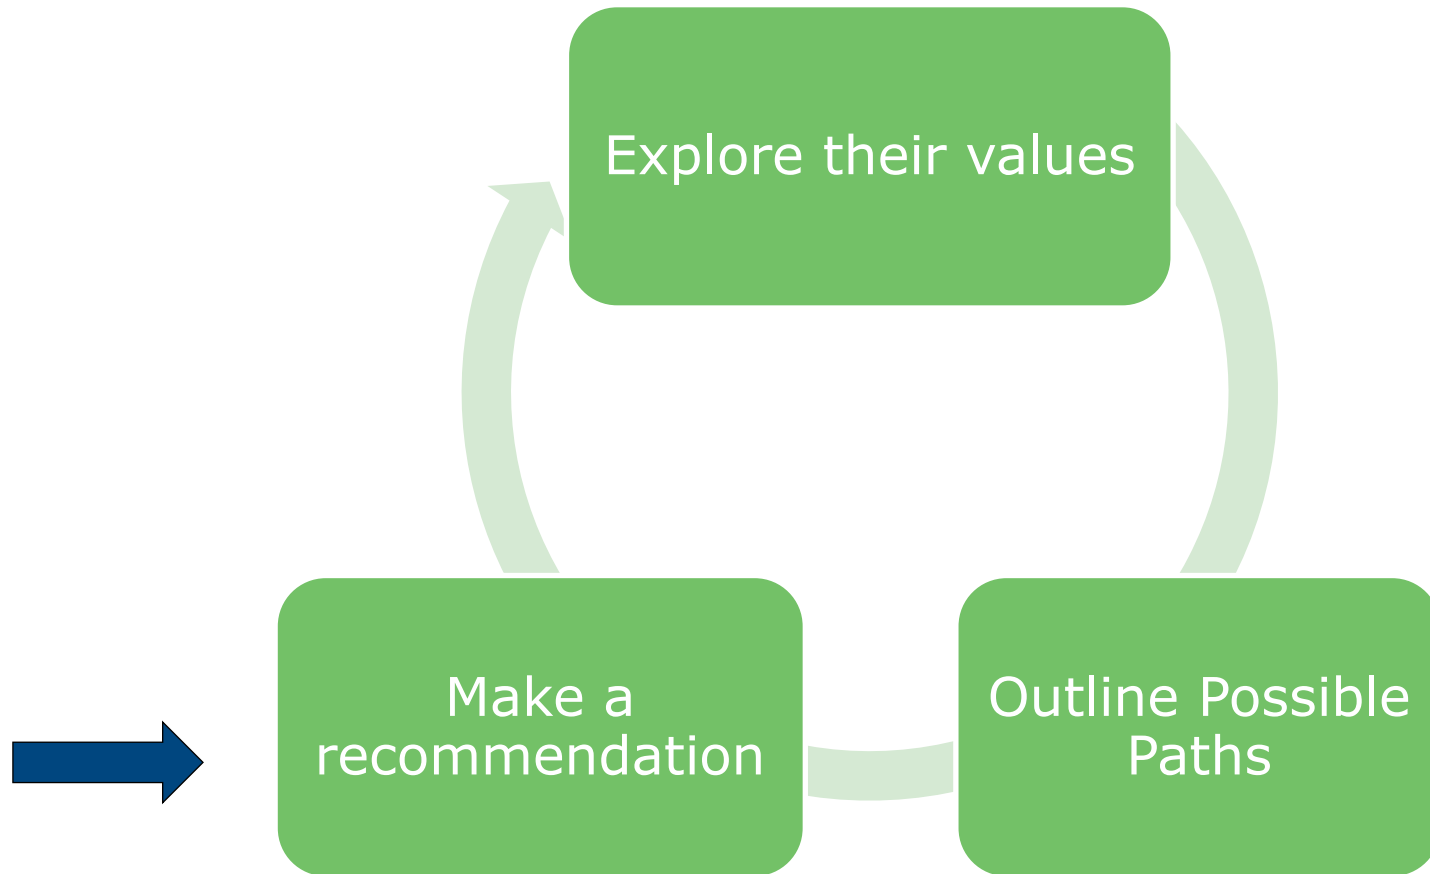 Explore their values
Make a
recommendation
Outline Possible
Paths